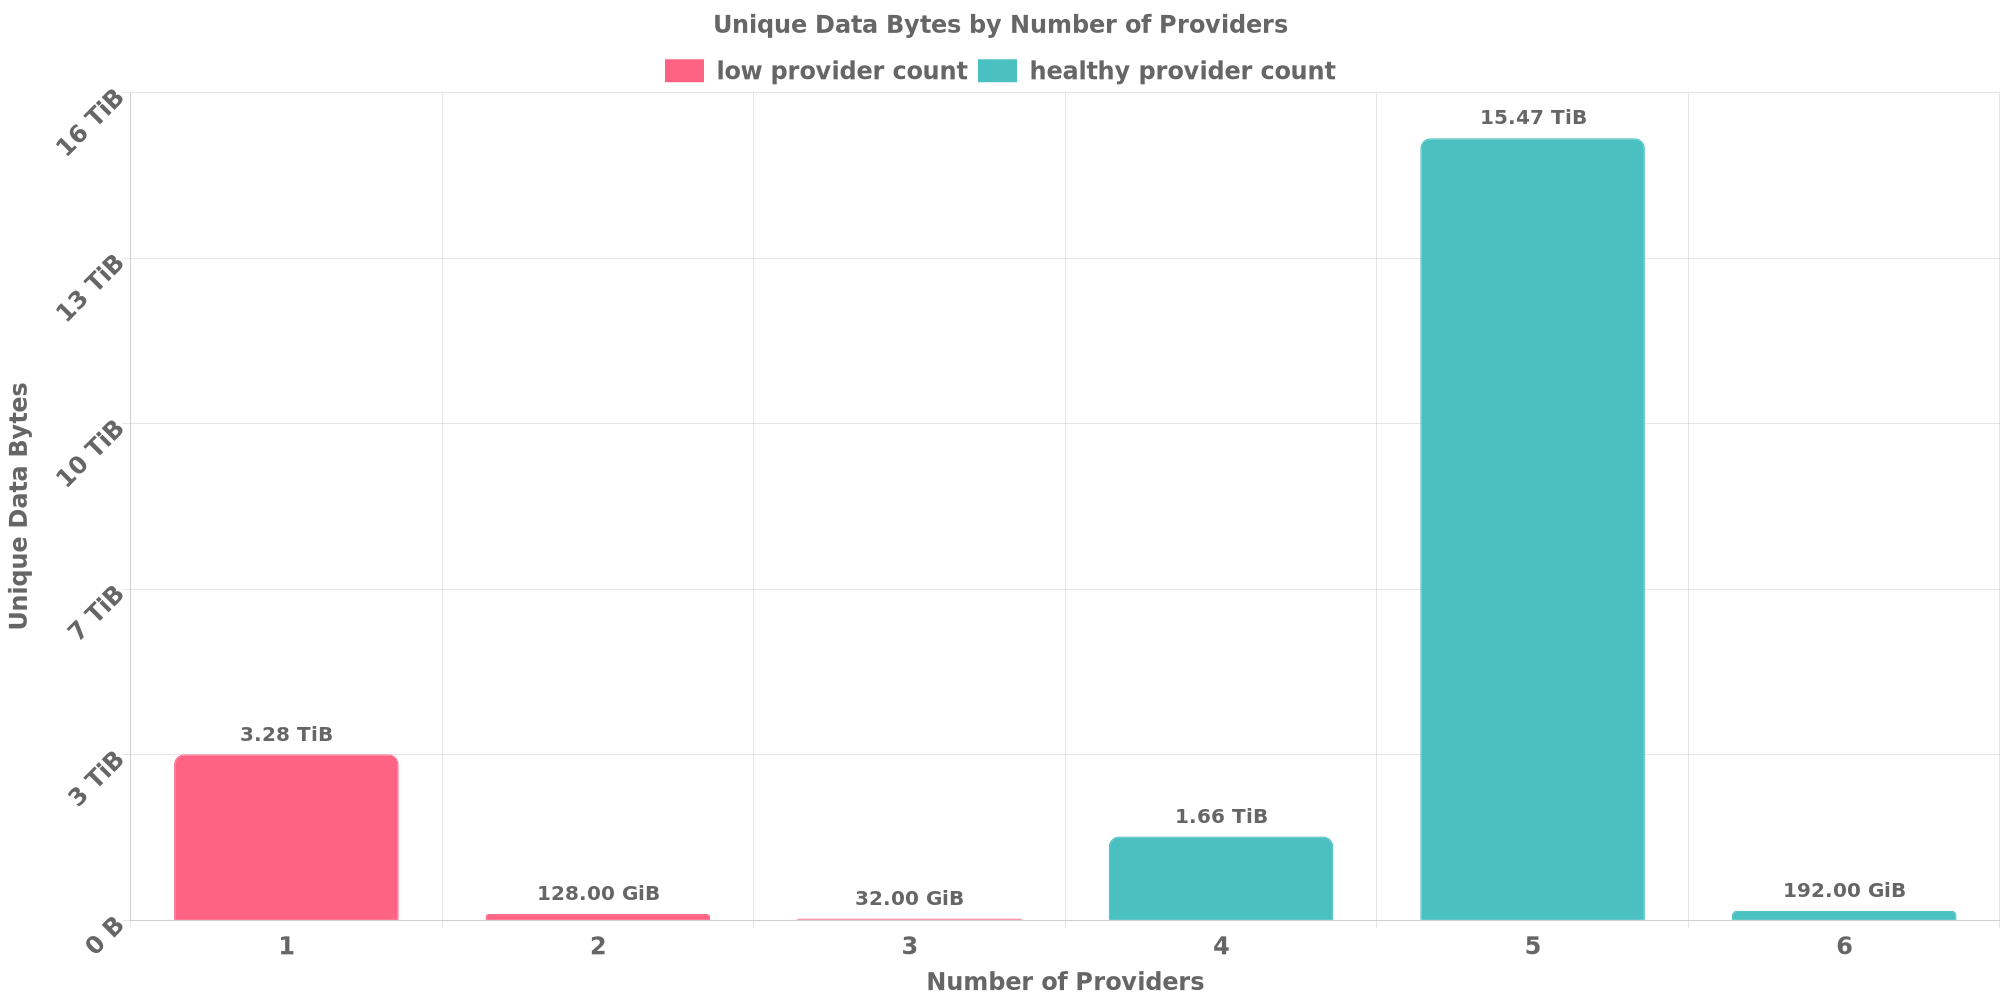 Unique Data Bytes by Number of Providers
low provider count
healthy provider count
Unique Data Bytes
16 TiB
13 TiB
10 TiB
7 TiB
3 TiB
0 B
3.28 TiB
128.00 GiB
32.00 GiB
1.66 TiB
15.47 TiB
192.00 GiB
1 2 3 4 5 6
Number of Providers